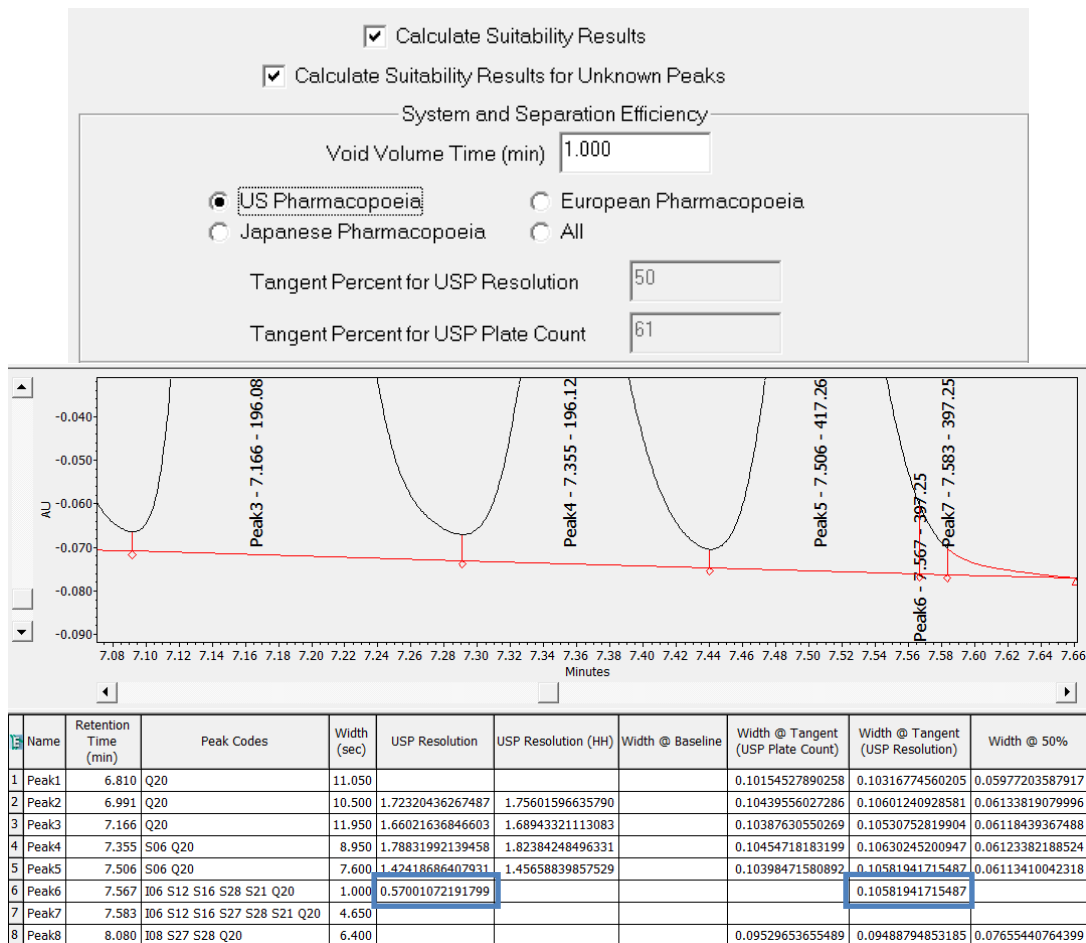 Calculate Suitability Results
Calculate Suitability Results for Unknown Peaks
System and Separation Efficiency
Void Volume Time (min) 1.000
US Pharmacopoeia European Pharmacopoeia
Japanese Pharmacopoeia All
Tangent Percent for USP Resolution 50
Tangent Percent for USP Plate Count 61
AU
-0.040
-0.050
-0.060
-0.070
-0.080
-0.090
Peak3 - 7.166 - 196.08
Peak4 - 7.355 - 196.12
Peak5 - 7.506 - 417.26
Peak6 - 7.567 - 397.25
Peak7 - 7.583 - 397.25
7.08 7.10 7.12 7.14 7.16 7.18 7.20 7.22 7.24 7.26 7.28 7.30 7.32 7.34 7.36 7.38 7.40 7.42 7.44 7.46 7.48 7.50 7.52 7.54 7.56 7.58 7.60 7.62 7.64 7.66
Minutes
Name Retention Time (min) Peak Codes Width (sec) USP Resolution USP Resolution (HH) Width @ Baseline Width @ Tangent (USP Plate Count) Width @ Tangent (USP Resolution) Width @ 50%
1 Peak1 6.810 Q20 11.050 0.10154527890258 0.10316774560205 0.05977203587917
2 Peak2 6.991 Q20 10.500 1.72320436267487 1.75601596635790 0.10439556027286 0.10601240928581 0.06133819079996
3 Peak3 7.166 Q20 11.950 1.66021636846603 1.68943321113083 0.10387630550269 0.10530752819904 0.06118439367488
4 Peak4 7.355 S06 Q20 8.950 1.78831992139458 1.82384248496331 0.10454718183199 0.10630245200947 0.06123382188524
5 Peak5 7.506 S06 Q20 7.600 1.42418686407931 1.45658839857529 0.10398471580892 0.10581941715487 0.06113410042318
6 Peak6 7.567 I06 S12 S16 S28 S21 Q20 1.000 0.57001072191799 0.10581941715487
7 Peak7 7.583 I06 S12 S16 S27 S28 S21 Q20 4.650
8 Peak8 8.080 I08 S27 S28 Q20 6.400 0.09529653655489 0.09488794853185 0.07655440764399